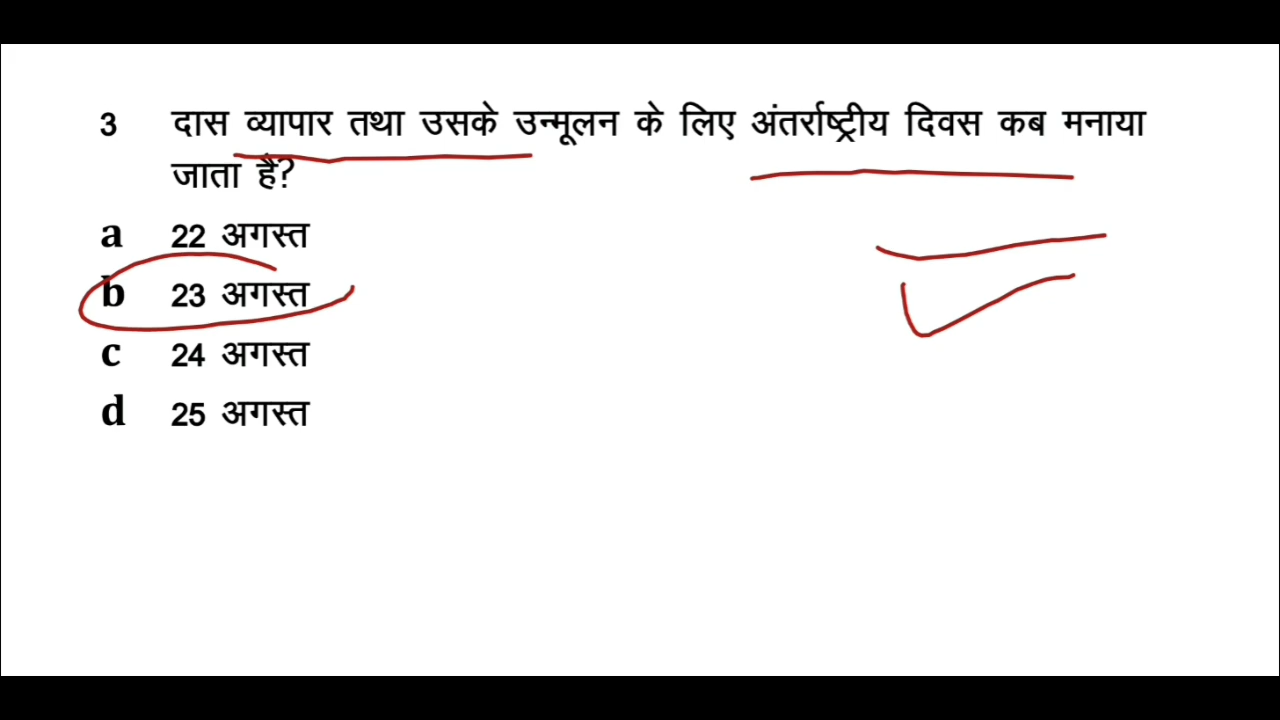 3 दास व्यापार तथा उसके उन्मूलन के लिए अंतर्राष्ट्रीय दिवस कब मनाया
जाता है?
a 22 अगस्त
b 23 अगस्त
c 24 अगस्त
d 25 अगस्त